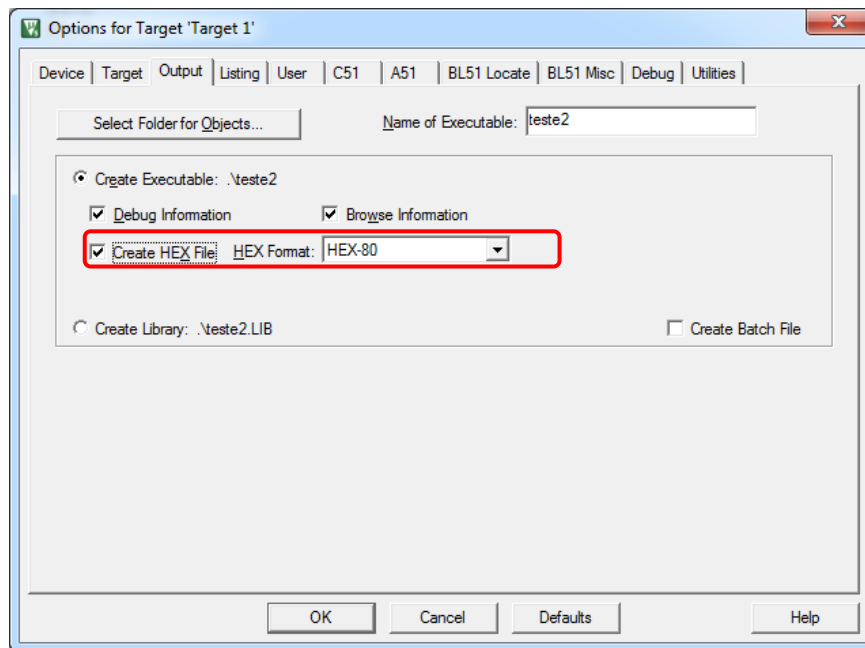 Options for Target 'Target 1'
Device Target Output Listing User C51 A51 BL51 Locate BL51 Misc Debug Utilities
Select Folder for Objects... Name of Executable: teste2
Create Executable: .\teste2
Debug Information Browse Information
Create HEX File HEX Format: HEX-80
Create Library: .\teste2.LIB Create Batch File
OK Cancel Defaults Help